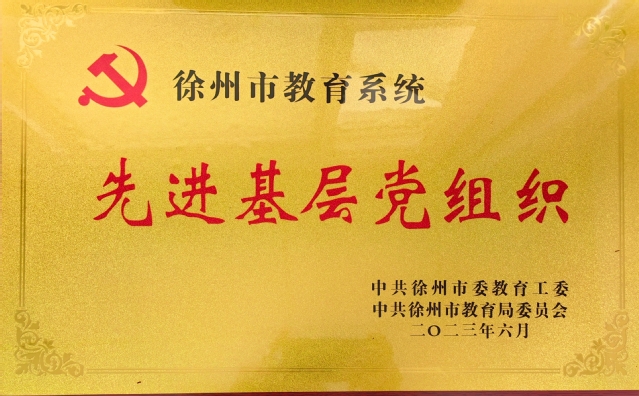 徐州市教育系统
先进基层党组织
中共徐州市委教育工委
中共徐州市教育局委员会
二〇二三年六月